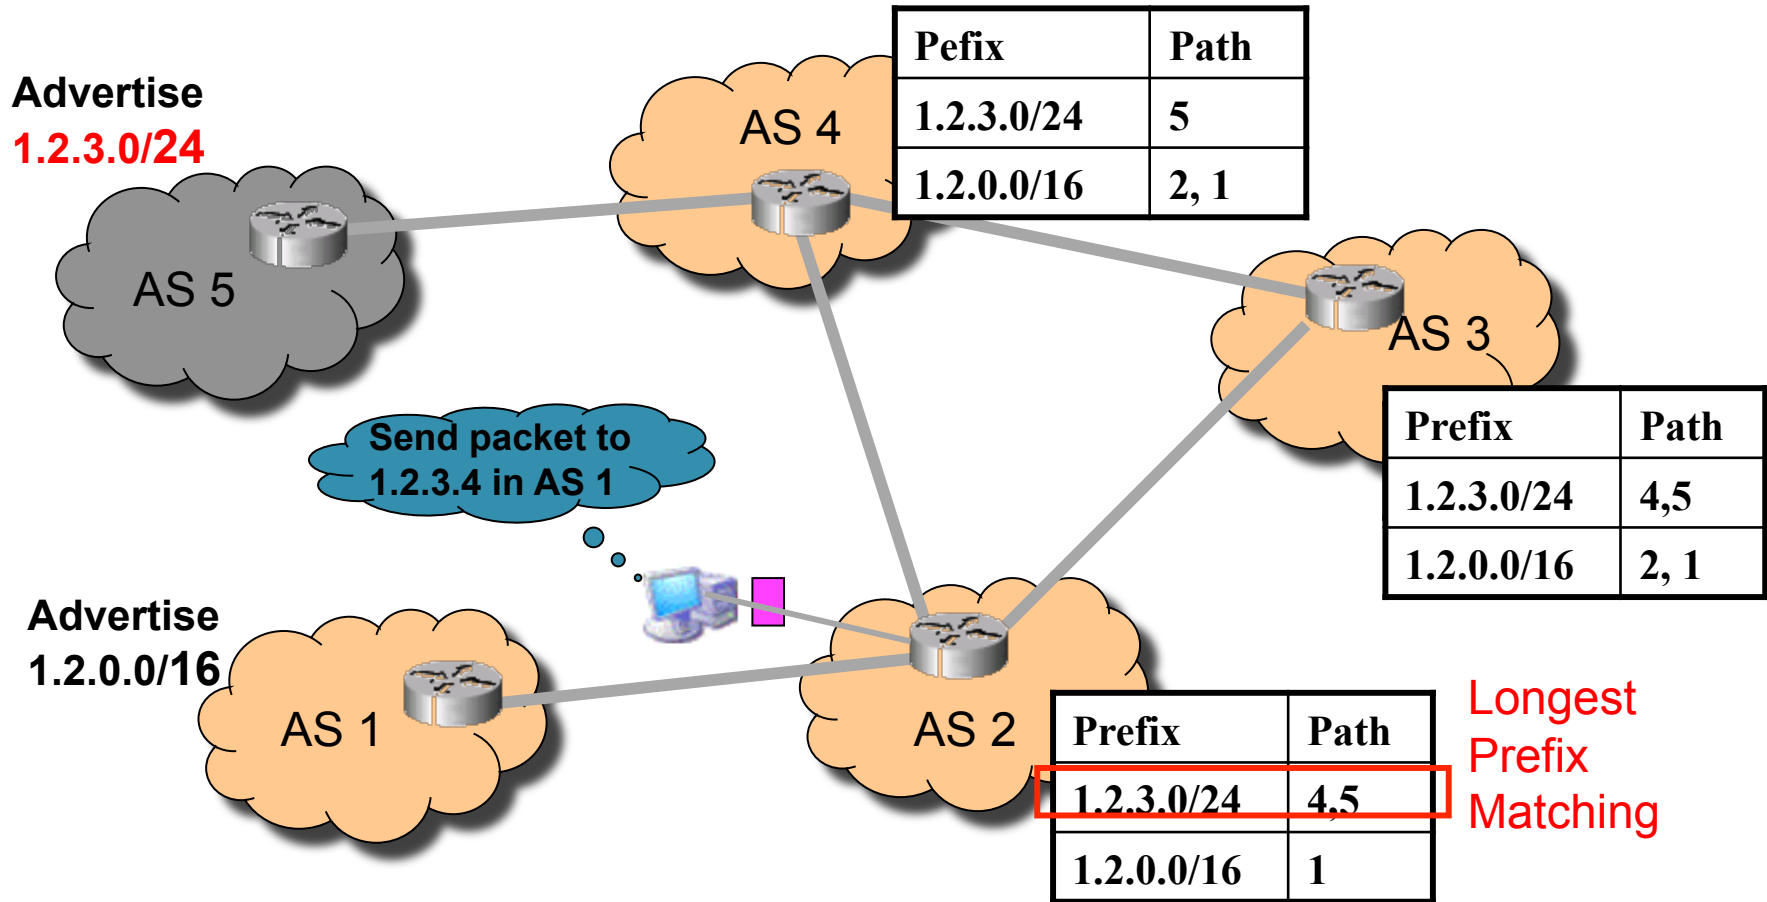 Pefix Path
1.2.3.0/24 5
1.2.0.0/16 2, 1
Advertise
1.2.3.0/24
AS 4
AS 5
AS 3
Prefix Path
1.2.3.0/24 4,5
1.2.0.0/16 2, 1
Send packet to
1.2.3.4 in AS 1
Advertise
1.2.0.0/16
AS 1
AS 2
Prefix Path
1.2.3.0/24 4,5
1.2.0.0/16 1
Longest
Prefix
Matching